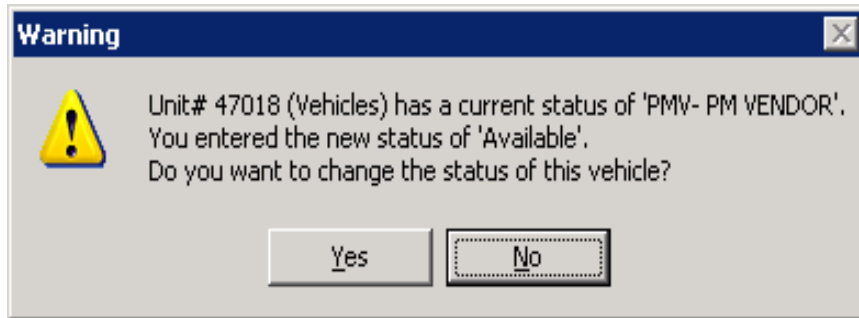 Warning
Unit# 47018 (Vehicles) has a current status of 'PMV- PM VENDOR'.
You entered the new status of 'Available'.
Do you want to change the status of this vehicle?
Yes No